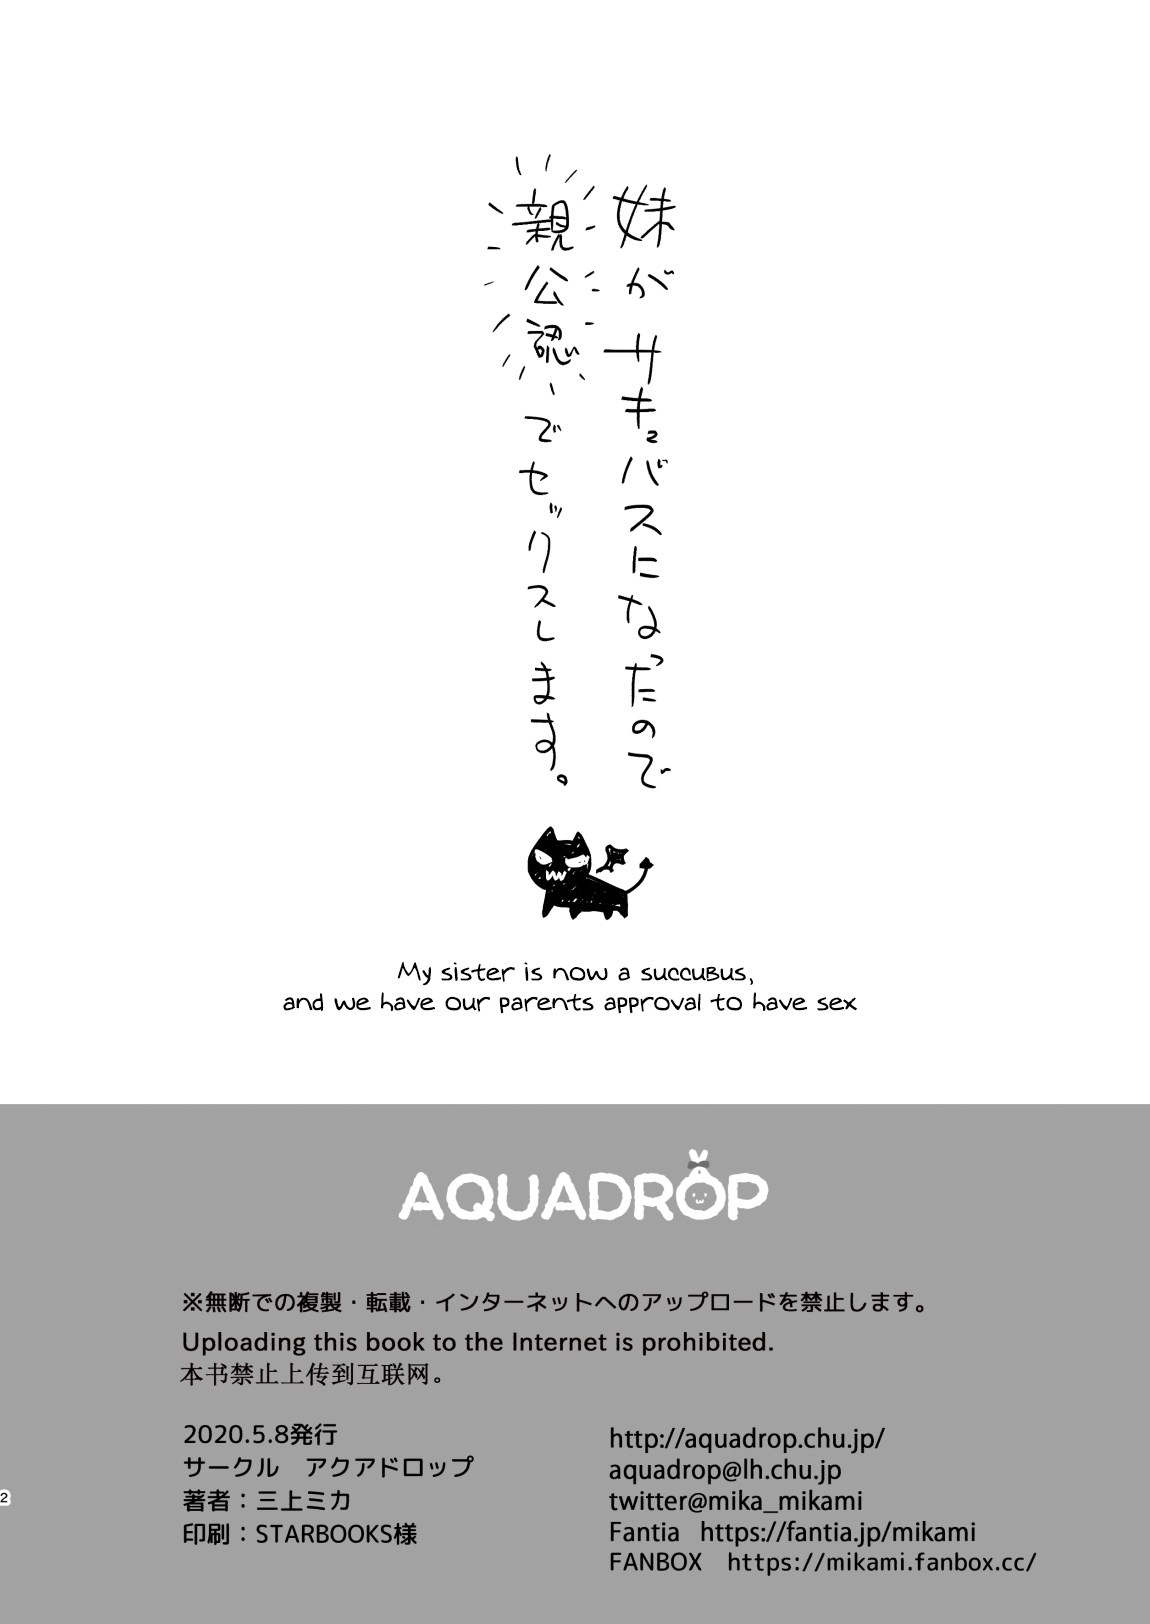 妹がサキュバスになったので
親公認でセックスします。
My sister is now a succubus,
and we have our parents approval to have sex
AQUADROP
※無断での複製・転載・インターネットへのアップロードを禁止します。
Uploading this book to the Internet is prohibited.
本书禁止上传到互联网。
2020.5.8発行
サークル　アクアドロップ
著者：三上ミカ
印刷：STARBOOKS様
http://aquadrop.chu.jp/
aquadrop@lh.chu.jp
twitter@mika_mikami
Fantia https://fantia.jp/mikami
FANBOX https://mikami.fanbox.cc/
2